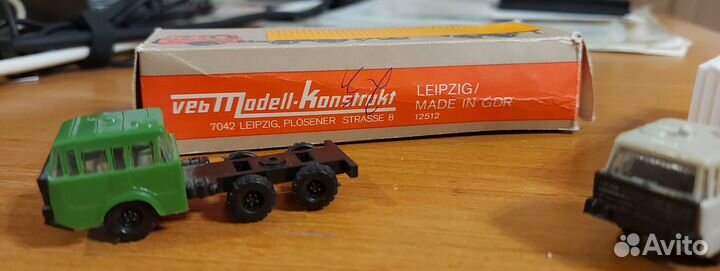 VEB Modell-Konstrukt
7042 LEIPZIG, PLÖSENER STRASSE 8
LEIPZIG/
MADE IN GDR
12512
Avito